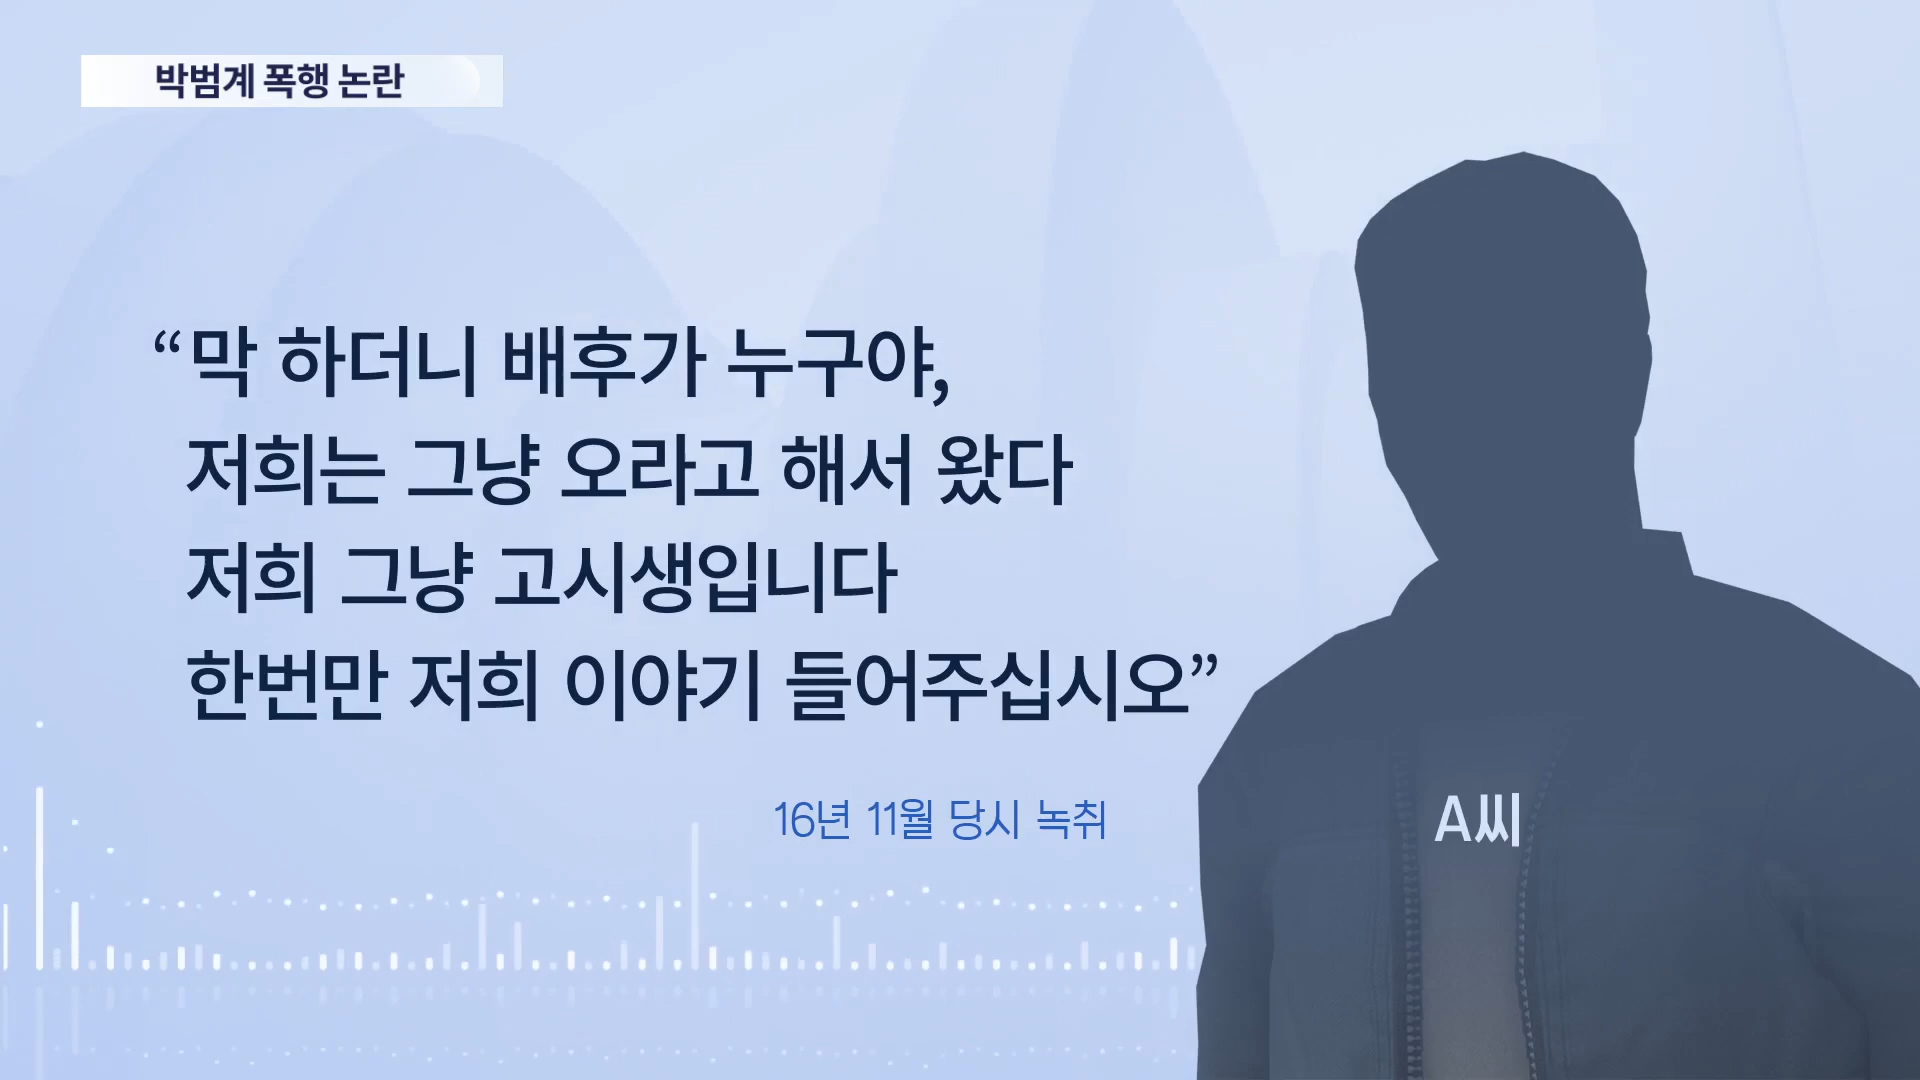 박범계 폭행 논란
“막 하더니 배후가 누구야,
저희는 그냥 오라고 해서 왔다
저희 그냥 고시생입니다
한번만 저희 이야기 들어주십시오”
16년 11월 당시 녹취
A씨